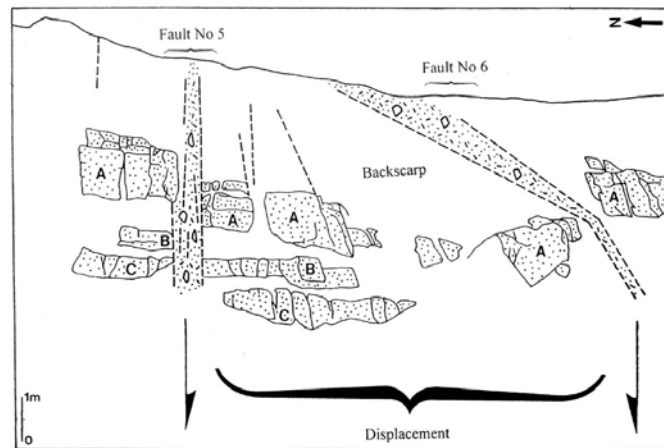 Fault No 5
N
Fault No 6
Backscarp
A
A
A
A
A
B
B
C
C
1m
0
Displacement